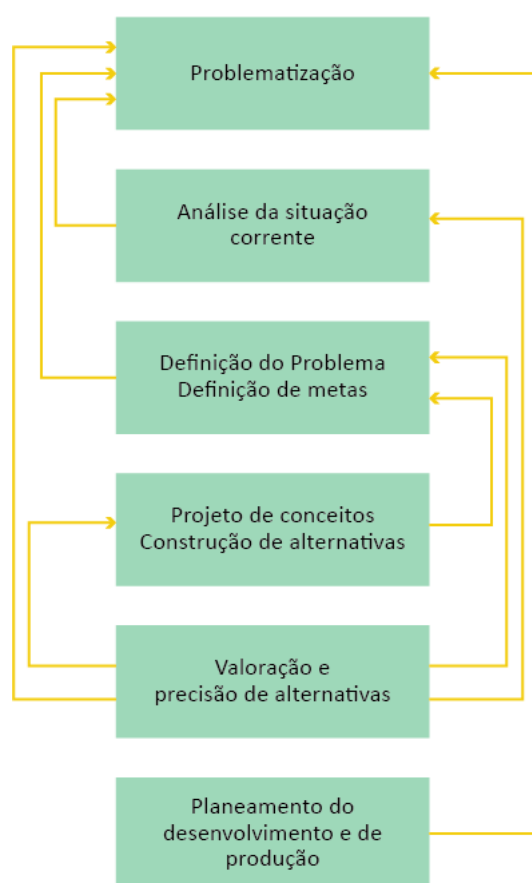 Problematização
Análise da situação
corrente
Definição do Problema
Definição de metas
Projeto de conceitos
Construção de alternativas
Valoração e
precisão de alternativas
Planeamento do
desenvolvimento e de
produção